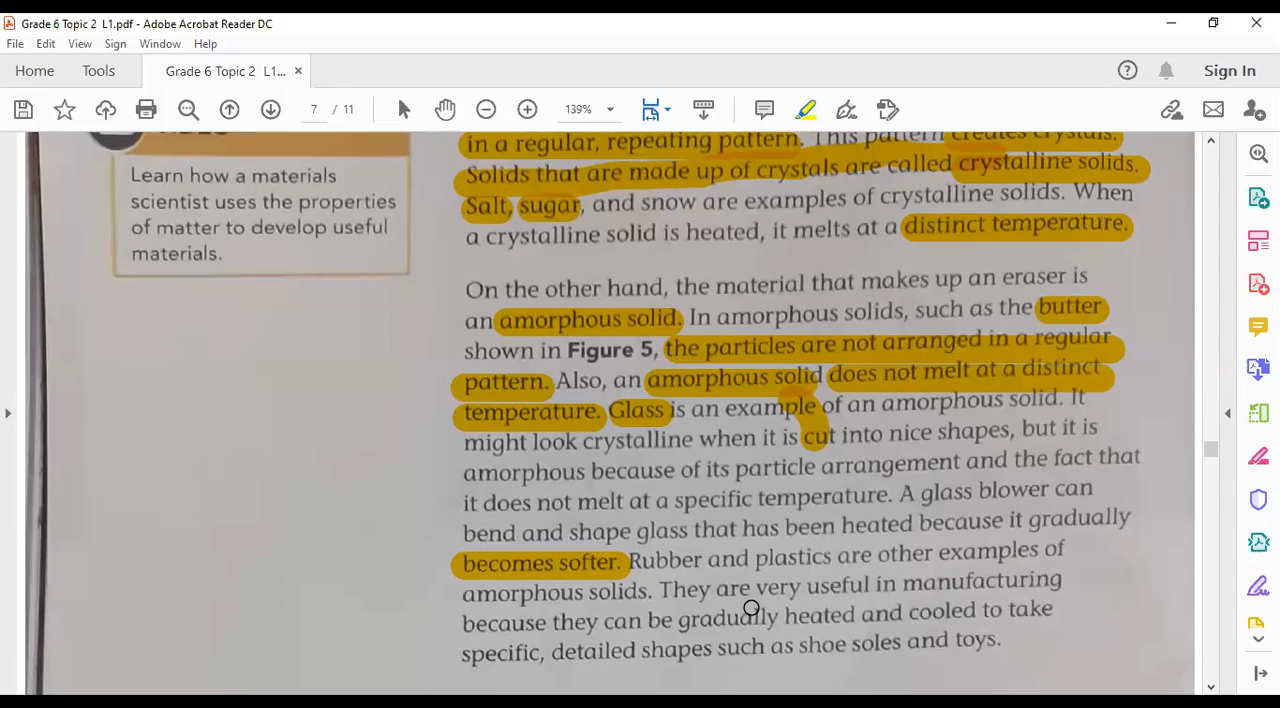 Grade 6 Topic 2 L1.pdf - Adobe Acrobat Reader DC
File Edit View Sign Window Help
Home Tools Grade 6 Topic 2 L1... × Sign In
7 / 11 139%
in a regular, repeating pattern. This pattern creates crystals.
Learn how a materials
scientist uses the properties
of matter to develop useful
materials.
Solids that are made up of crystals are called crystalline solids.
Salt, sugar, and snow are examples of crystalline solids. When
a crystalline solid is heated, it melts at a distinct temperature.
On the other hand, the material that makes up an eraser is
an amorphous solid. In amorphous solids, such as the butter
shown in Figure 5, the particles are not arranged in a regular
pattern. Also, an amorphous solid does not melt at a distinct
temperature. Glass is an example of an amorphous solid. It
might look crystalline when it is cut into nice shapes, but it is
amorphous because of its particle arrangement and the fact that
it does not melt at a specific temperature. A glass blower can
bend and shape glass that has been heated because it gradually
becomes softer. Rubber and plastics are other examples of
amorphous solids. They are very useful in manufacturing
because they can be gradually heated and cooled to take
specific, detailed shapes such as shoe soles and toys.